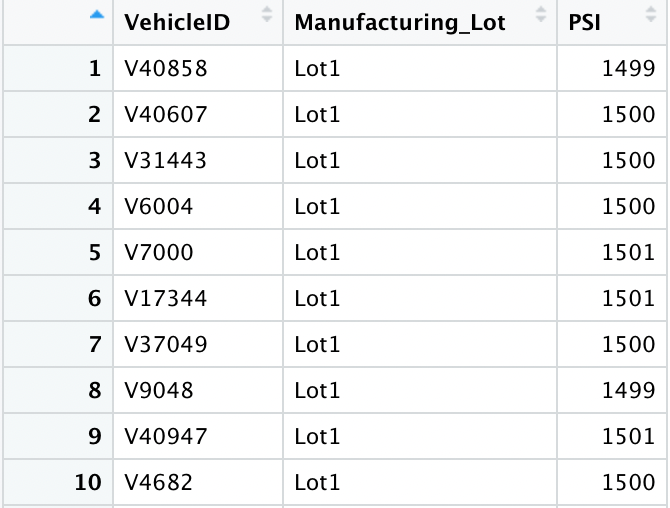 VehicleID Manufacturing_Lot PSI
1 V40858 Lot1 1499
2 V40607 Lot1 1500
3 V31443 Lot1 1500
4 V6004 Lot1 1500
5 V7000 Lot1 1501
6 V17344 Lot1 1501
7 V37049 Lot1 1500
8 V9048 Lot1 1499
9 V40947 Lot1 1501
10 V4682 Lot1 1500